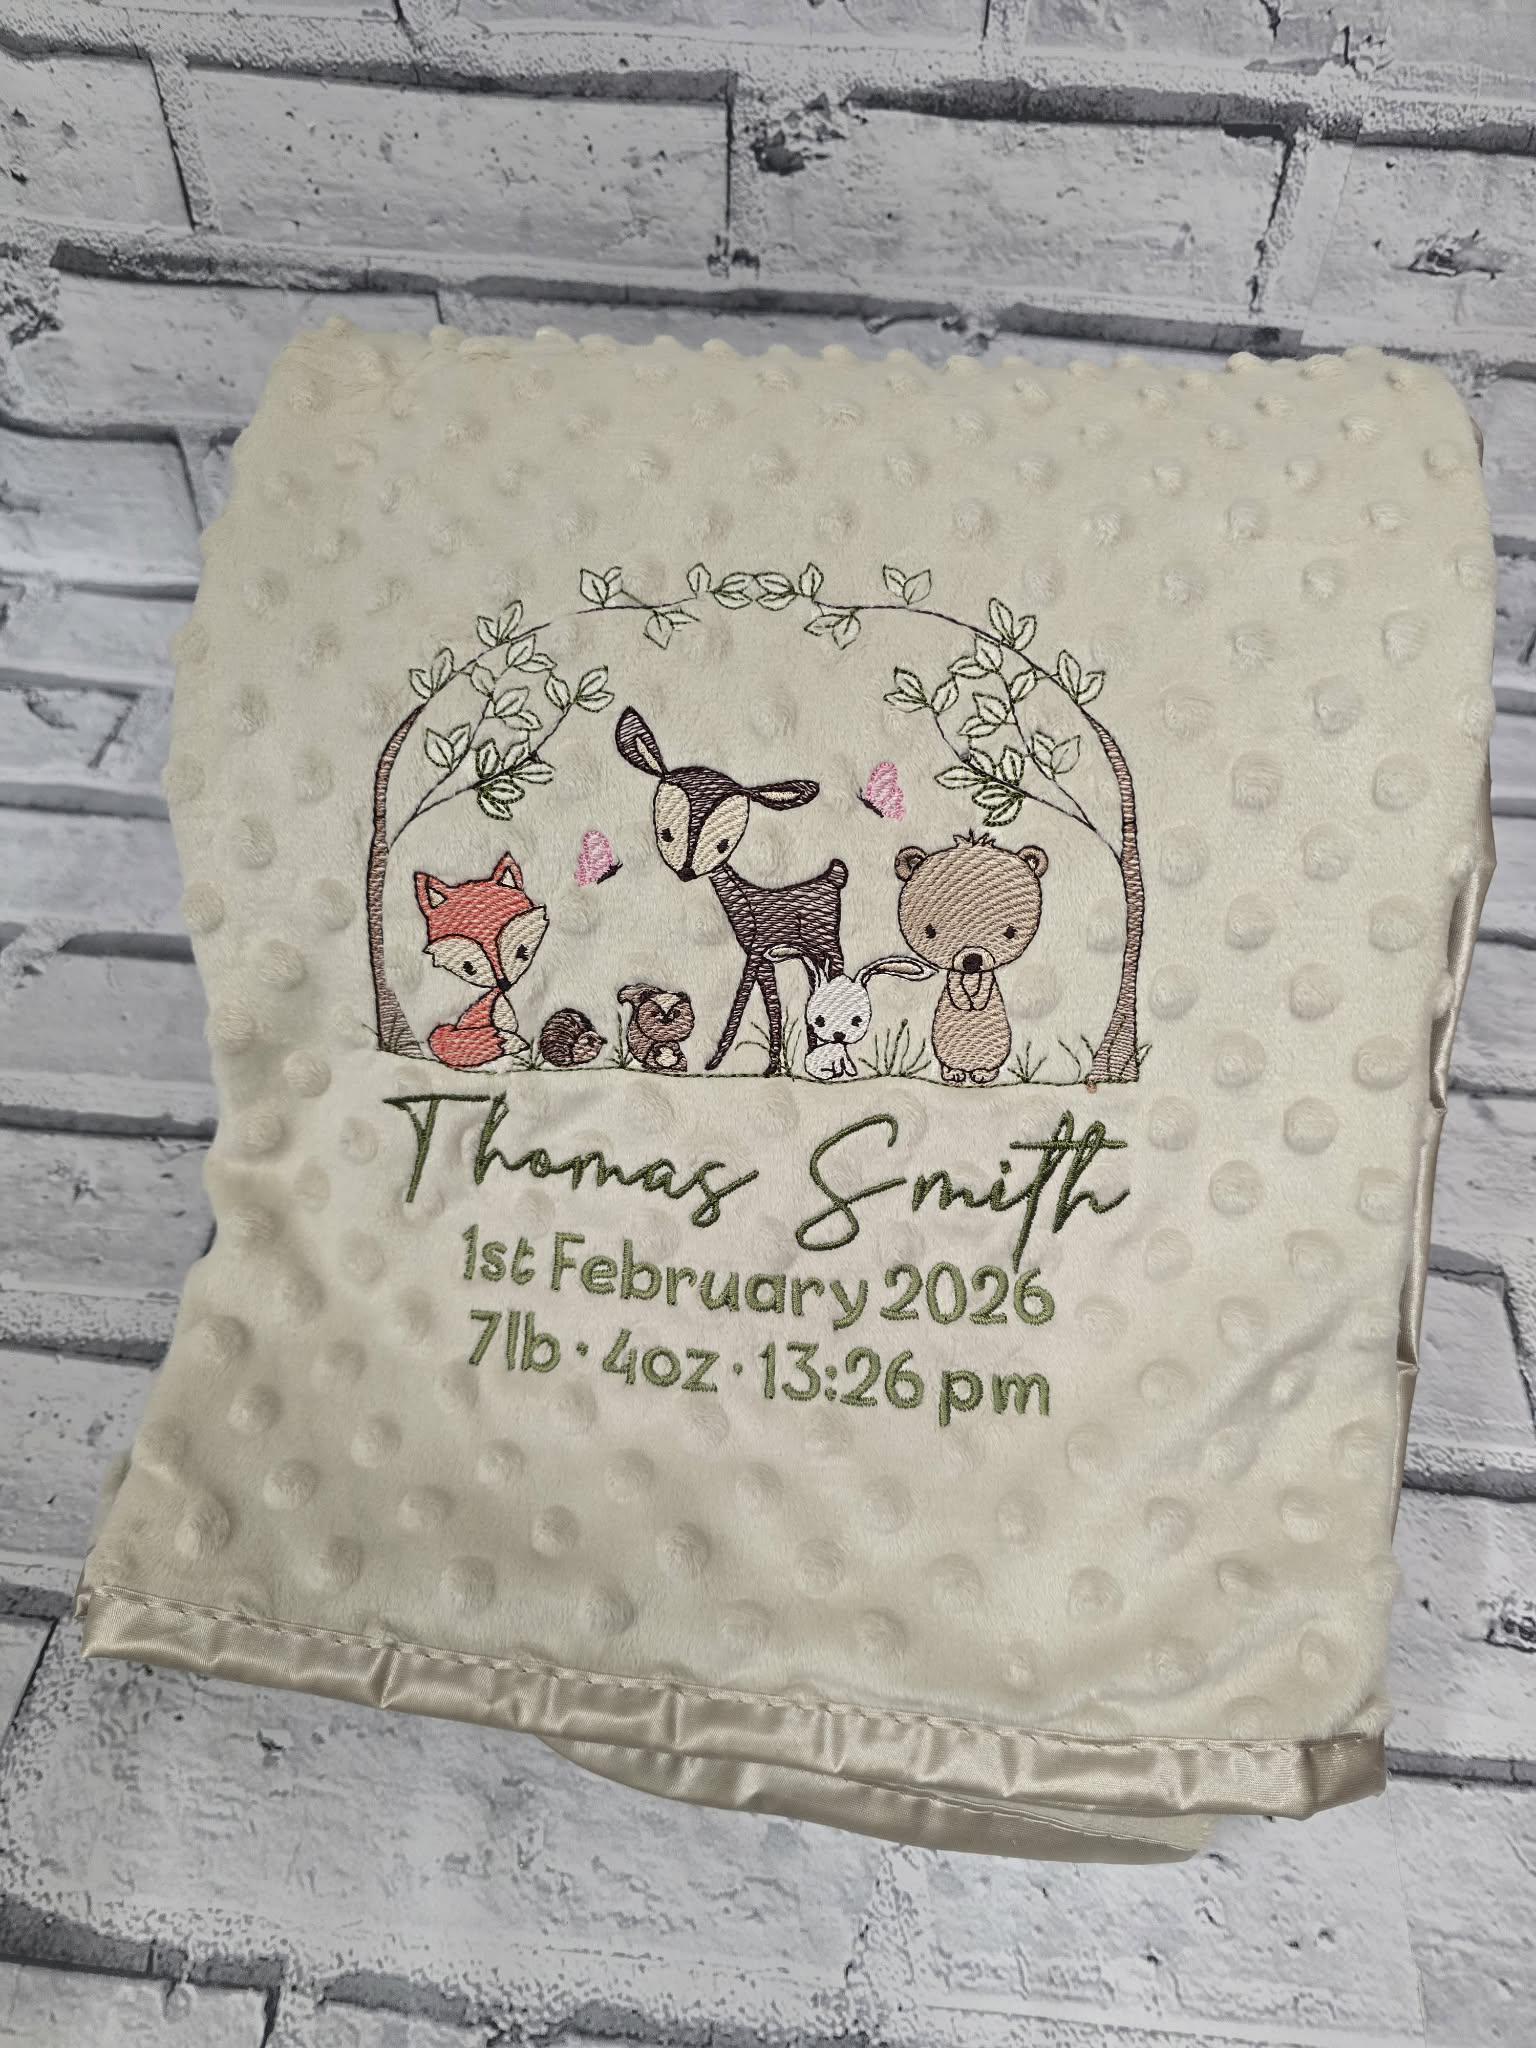 Thomas Smith
1st February 2026
7lb · 4oz · 13:26 pm